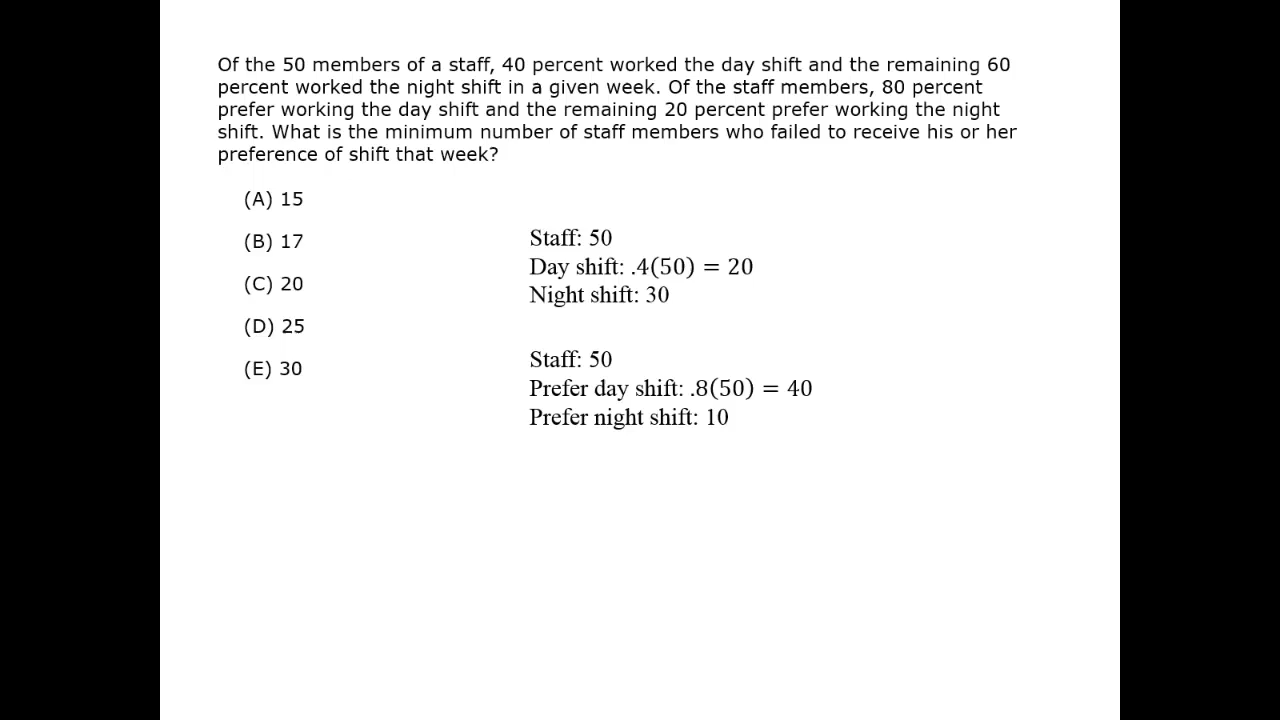 Of the 50 members of a staff, 40 percent worked the day shift and the remaining 60
percent worked the night shift in a given week. Of the staff members, 80 percent
prefer working the day shift and the remaining 20 percent prefer working the night
shift. What is the minimum number of staff members who failed to receive his or her
preference of shift that week?
(A) 15
(B) 17
(C) 20
(D) 25
(E) 30
Staff: 50
Day shift: .4(50) = 20
Night shift: 30
Staff: 50
Prefer day shift: .8(50) = 40
Prefer night shift: 10